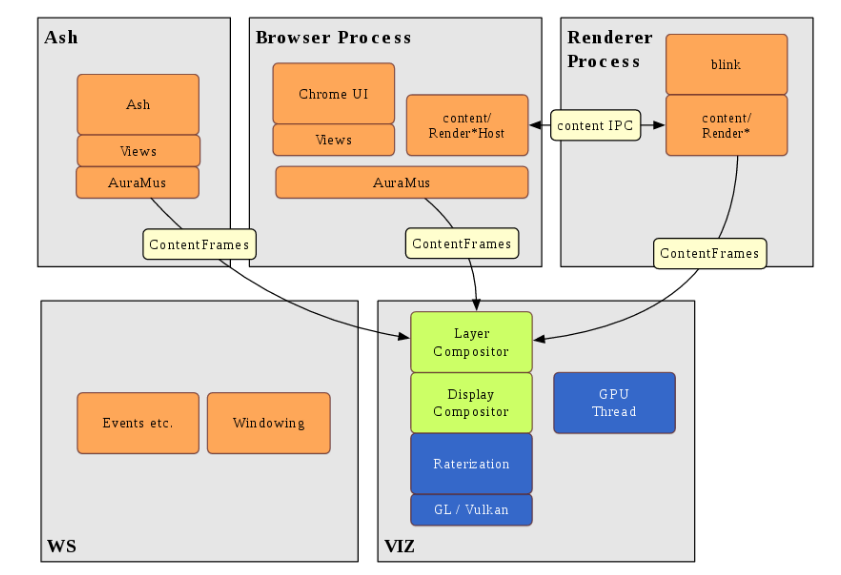 Ash
Ash
Views
AuraMus
ContentFrames
Browser Process
Chrome UI
Views
content/
Render*Host
AuraMus
ContentFrames
content IPC
Renderer
Process
blink
content/
Render*
ContentFrames
Events etc.
Windowing
WS
Layer
Compositor
Display
Compositor
Raterization
GL / Vulkan
GPU
Thread
VIZ